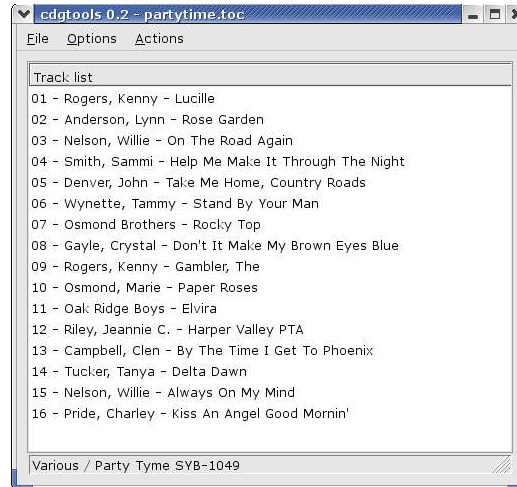 cdgtools 0.2 - partytime.toc
File Options Actions
Track list
01 - Rogers, Kenny - Lucille
02 - Anderson, Lynn - Rose Garden
03 - Nelson, Willie - On The Road Again
04 - Smith, Sammi - Help Me Make It Through The Night
05 - Denver, John - Take Me Home, Country Roads
06 - Wynette, Tammy - Stand By Your Man
07 - Osmond Brothers - Rocky Top
08 - Gayle, Crystal - Don't It Make My Brown Eyes Blue
09 - Rogers, Kenny - Gambler, The
10 - Osmond, Marie - Paper Roses
11 - Oak Ridge Boys - Elvira
12 - Riley, Jeannie C. - Harper Valley PTA
13 - Campbell, Clen - By The Time I Get To Phoenix
14 - Tucker, Tanya - Delta Dawn
15 - Nelson, Willie - Always On My Mind
16 - Pride, Charley - Kiss An Angel Good Mornin'
Various / Party Tyme SYB-1049